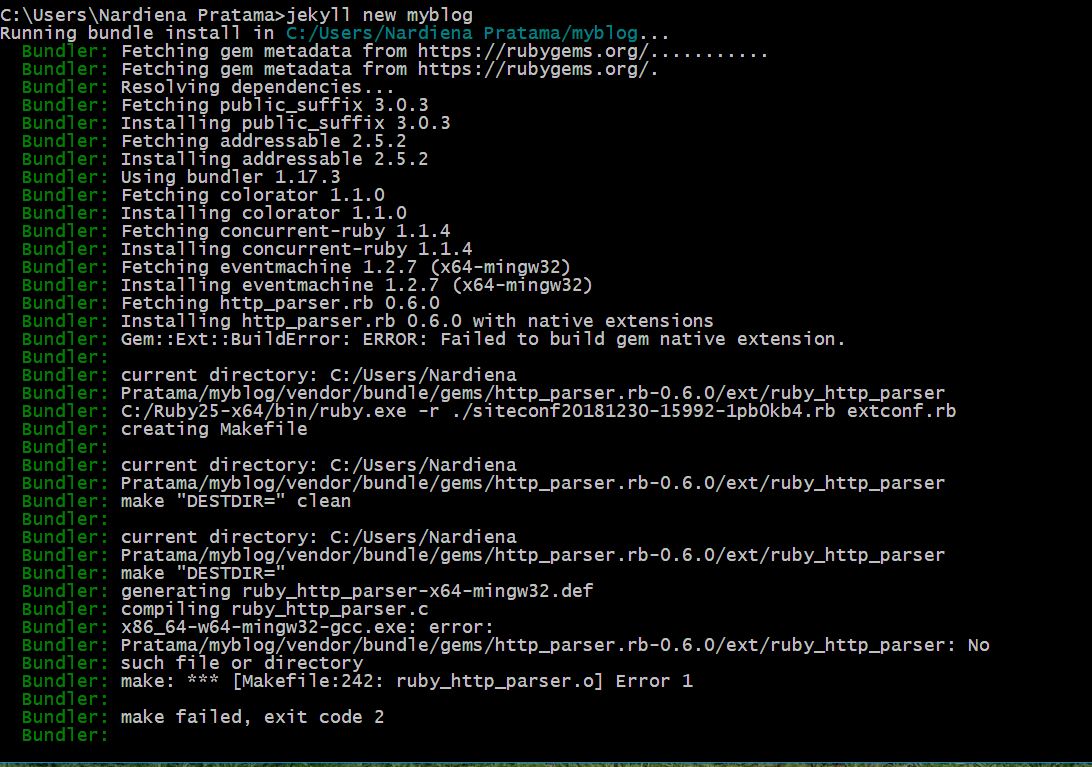 C:\Users\Nardiena Pratama>jekyll new myblog
Running bundle install in C:/Users/Nardiena Pratama/myblog...
  Bundler: Fetching gem metadata from https://rubygems.org/...........
  Bundler: Fetching gem metadata from https://rubygems.org/.
  Bundler: Resolving dependencies...
  Bundler: Fetching public_suffix 3.0.3
  Bundler: Installing public_suffix 3.0.3
  Bundler: Fetching addressable 2.5.2
  Bundler: Installing addressable 2.5.2
  Bundler: Using bundler 1.17.3
  Bundler: Fetching colorator 1.1.0
  Bundler: Installing colorator 1.1.0
  Bundler: Fetching concurrent-ruby 1.1.4
  Bundler: Installing concurrent-ruby 1.1.4
  Bundler: Fetching eventmachine 1.2.7 (x64-mingw32)
  Bundler: Installing eventmachine 1.2.7 (x64-mingw32)
  Bundler: Fetching http_parser.rb 0.6.0
  Bundler: Installing http_parser.rb 0.6.0 with native extensions
  Bundler: Gem::Ext::BuildError: ERROR: Failed to build gem native extension.
  Bundler:
  Bundler: current directory: C:/Users/Nardiena
  Bundler: Pratama/myblog/vendor/bundle/gems/http_parser.rb-0.6.0/ext/ruby_http_parser
  Bundler: C:/Ruby25-x64/bin/ruby.exe -r ./siteconf20181230-15992-1pb0kb4.rb extconf.rb
  Bundler: creating Makefile
  Bundler:
  Bundler: current directory: C:/Users/Nardiena
  Bundler: Pratama/myblog/vendor/bundle/gems/http_parser.rb-0.6.0/ext/ruby_http_parser
  Bundler: make "DESTDIR=" clean
  Bundler:
  Bundler: current directory: C:/Users/Nardiena
  Bundler: Pratama/myblog/vendor/bundle/gems/http_parser.rb-0.6.0/ext/ruby_http_parser
  Bundler: make "DESTDIR="
  Bundler: generating ruby_http_parser-x64-mingw32.def
  Bundler: compiling ruby_http_parser.c
  Bundler: x86_64-w64-mingw32-gcc.exe: error:
  Bundler: Pratama/myblog/vendor/bundle/gems/http_parser.rb-0.6.0/ext/ruby_http_parser: No
  Bundler: such file or directory
  Bundler: make: *** [Makefile:242: ruby_http_parser.o] Error 1
  Bundler:
  Bundler: make failed, exit code 2
  Bundler: